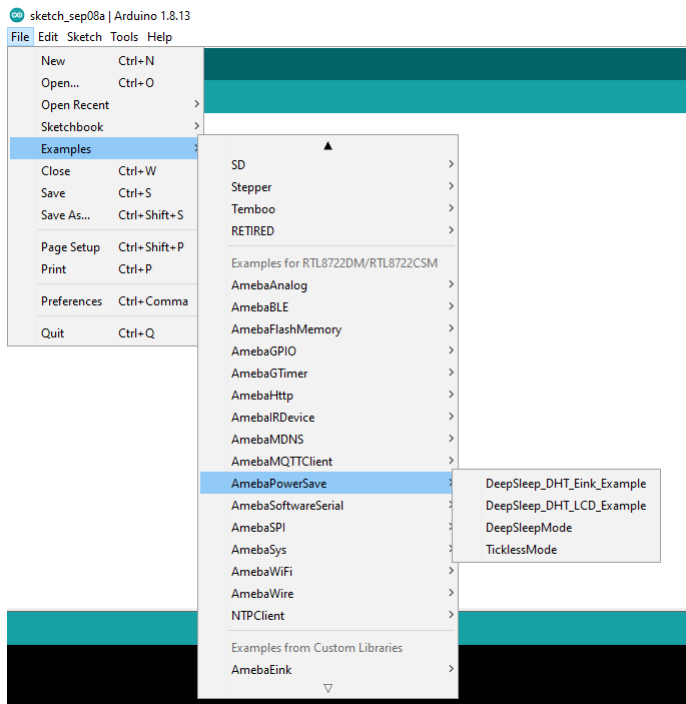 sketch_sep08a | Arduino 1.8.13
File Edit Sketch Tools Help
New Ctrl+N
Open... Ctrl+O
Open Recent
Sketchbook
Examples
Close Ctrl+W
Save Ctrl+S
Save As... Ctrl+Shift+S
Page Setup Ctrl+Shift+P
Print Ctrl+P
Preferences Ctrl+Comma
Quit Ctrl+Q
SD
Stepper
Temboo
RETIRED
Examples for RTL8722DM/RTL8722CSM
AmebaAnalog
AmebaBLE
AmebaFlashMemory
AmebaGPIO
AmebaGTimer
AmebaHttp
AmebaIRDevice
AmebaMDNS
AmebaMQTTClient
AmebaPowerSave
AmebaSoftwareSerial
AmebaSPI
AmebaSys
AmebaWiFi
AmebaWire
NTPClient
Examples from Custom Libraries
AmebaEink
DeepSleep_DHT_Eink_Example
DeepSleep_DHT_LCD_Example
DeepSleepMode
TicklessMode